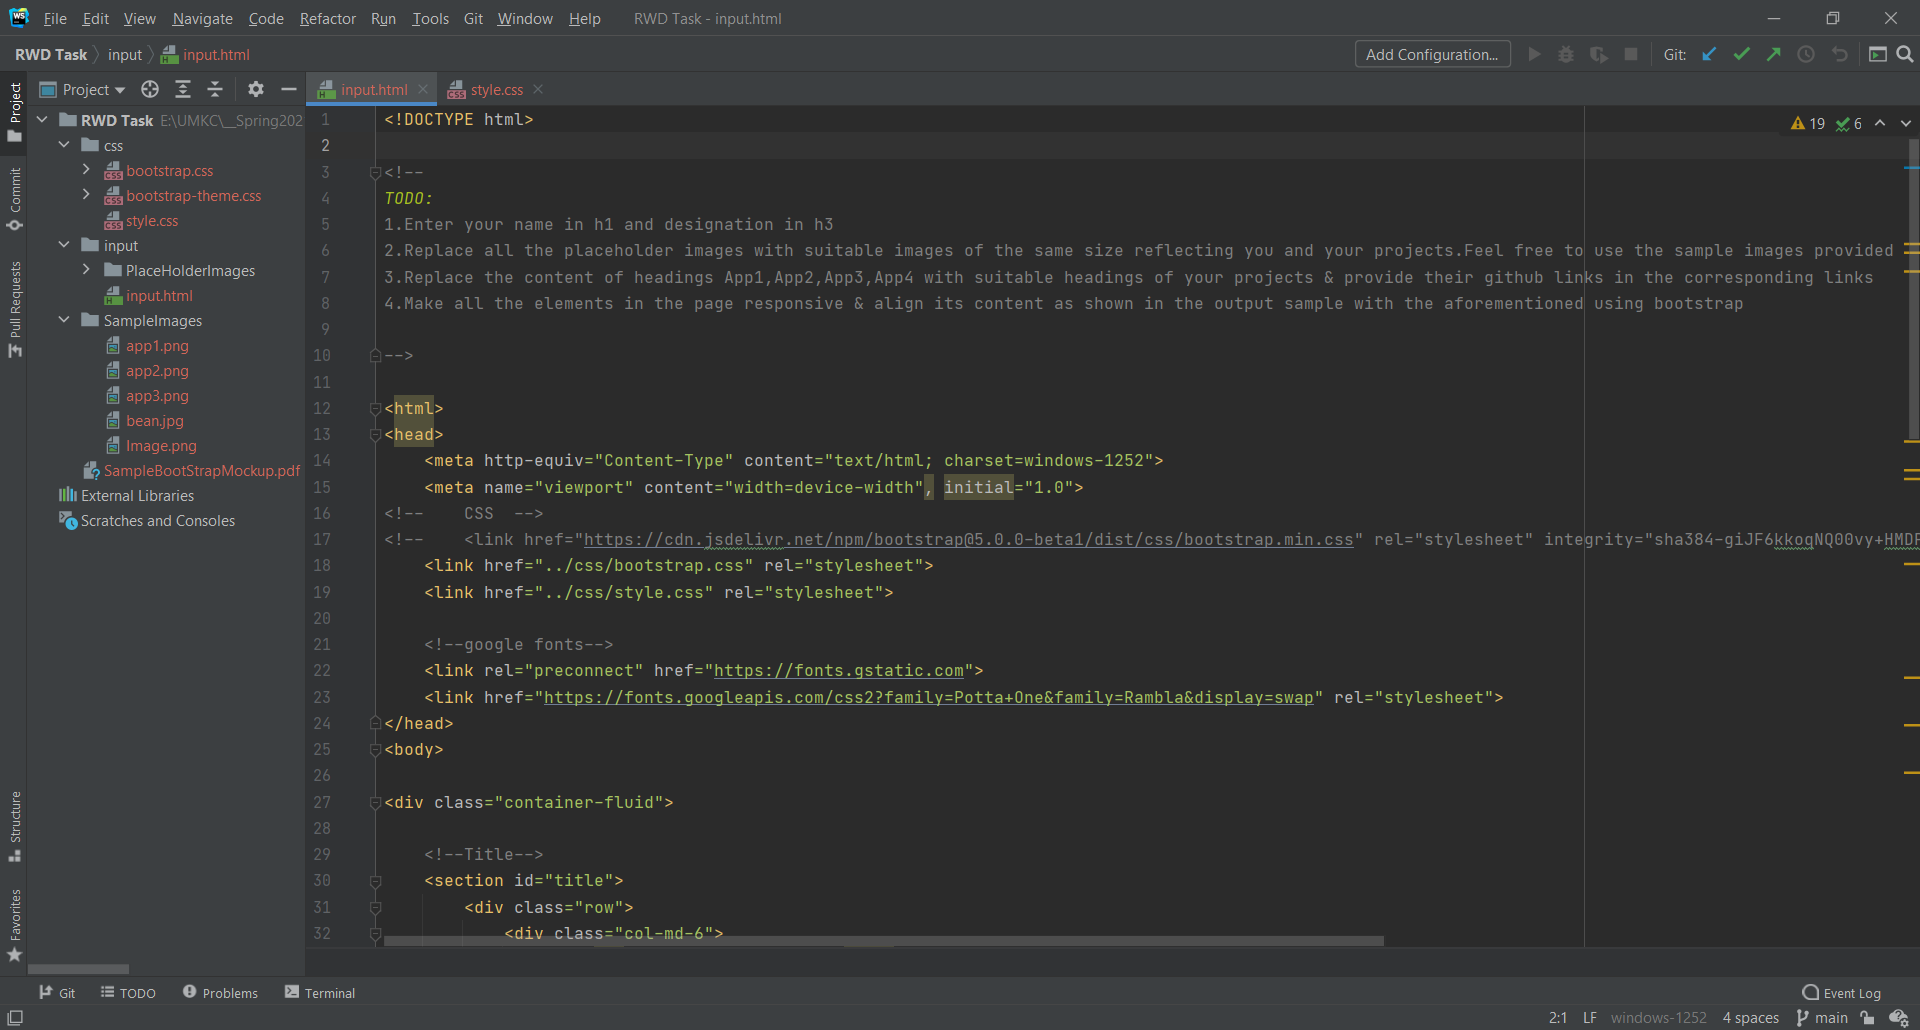 WS File Edit View Navigate Code Refactor Run Tools Git Window Help RWD Task - input.html
RWD Task input input.html Add Configuration... Git:
Project input.html style.css
Project
Commit
Pull Requests
Structure
Favorites
RWD Task E:\UMKC\__Spring202
css
bootstrap.css
bootstrap-theme.css
style.css
input
PlaceHolderImages
input.html
SampleImages
app1.png
app2.png
app3.png
bean.jpg
Image.png
SampleBootStrapMockup.pdf
External Libraries
Scratches and Consoles
19 6
1 <!DOCTYPE html>
2
3 <!--
4 TODO:
5 1.Enter your name in h1 and designation in h3
6 2.Replace all the placeholder images with suitable images of the same size reflecting you and your projects.Feel free to use the sample images provided
7 3.Replace the content of headings App1,App2,App3,App4 with suitable headings of your projects & provide their github links in the corresponding links
8 4.Make all the elements in the page responsive & align its content as shown in the output sample with the aforementioned using bootstrap
9
10 -->
11
12 <html>
13 <head>
14 <meta http-equiv="Content-Type" content="text/html; charset=windows-1252">
15 <meta name="viewport" content="width=device-width", initial="1.0">
16 <!-- CSS -->
17 <!-- <link href="https://cdn.jsdelivr.net/npm/bootstrap@5.0.0-beta1/dist/css/bootstrap.min.css" rel="stylesheet" integrity="sha384-giJF6kkoqNQ00vy+HMDP
18 <link href="../css/bootstrap.css" rel="stylesheet">
19 <link href="../css/style.css" rel="stylesheet">
20
21 <!--google fonts-->
22 <link rel="preconnect" href="https://fonts.gstatic.com">
23 <link href="https://fonts.googleapis.com/css2?family=Potta+One&family=Rambla&display=swap" rel="stylesheet">
24 </head>
25 <body>
26
27 <div class="container-fluid">
28
29 <!--Title-->
30 <section id="title">
31 <div class="row">
32 <div class="col-md-6">
Git TODO Problems Terminal Event Log
2:1 LF windows-1252 4 spaces main